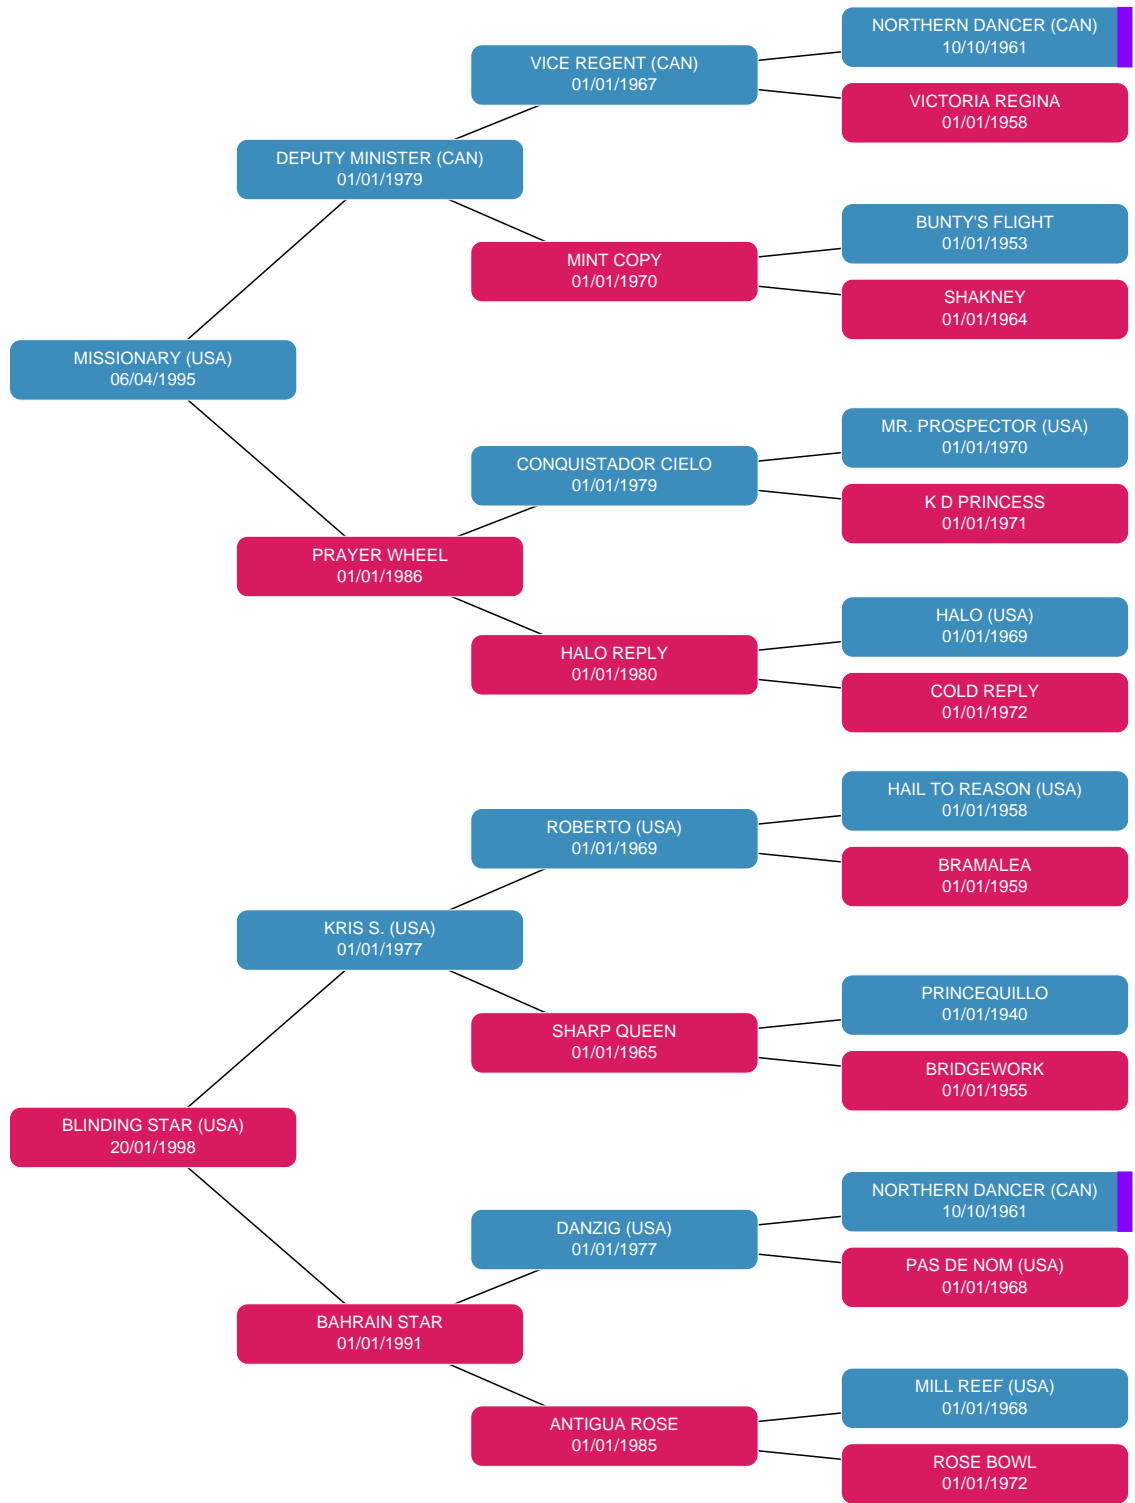 NORTHERN DANCER (CAN)
10/10/1961
VICE REGENT (CAN)
01/01/1967
VICTORIA REGINA
01/01/1958
DEPUTY MINISTER (CAN)
01/01/1979
BUNTY'S FLIGHT
01/01/1953
MINT COPY
01/01/1970
SHAKNEY
01/01/1964
MISSIONARY (USA)
06/04/1995
MR. PROSPECTOR (USA)
01/01/1970
CONQUISTADOR CIELO
01/01/1979
K D PRINCESS
01/01/1971
PRAYER WHEEL
01/01/1986
HALO (USA)
01/01/1969
HALO REPLY
01/01/1980
COLD REPLY
01/01/1972
HAIL TO REASON (USA)
01/01/1958
ROBERTO (USA)
01/01/1969
BRAMALEA
01/01/1959
KRIS S. (USA)
01/01/1977
PRINCEQUILLO
01/01/1940
SHARP QUEEN
01/01/1965
BRIDGEWORK
01/01/1955
BLINDING STAR (USA)
20/01/1998
NORTHERN DANCER (CAN)
10/10/1961
DANZIG (USA)
01/01/1977
PAS DE NOM (USA)
01/01/1968
BAHRAIN STAR
01/01/1991
MILL REEF (USA)
01/01/1968
ANTIGUA ROSE
01/01/1985
ROSE BOWL
01/01/1972